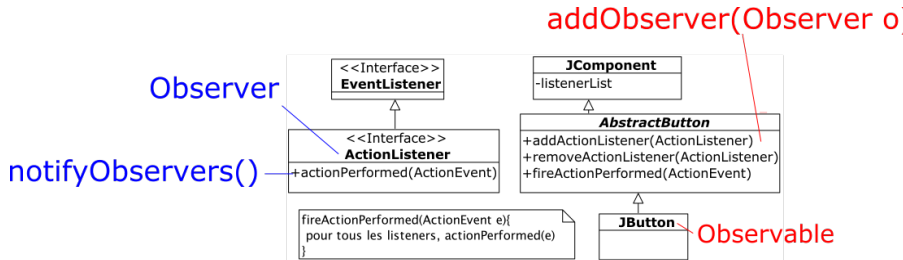 addObserver(Observer o)
<<Interface>>
EventListener
JComponent
-listenerList
Observer
<<Interface>>
ActionListener
+actionPerformed(ActionEvent)
notifyObservers()
AbstractButton
+addActionListener(ActionListener)
+removeActionListener(ActionListener)
+fireActionPerformed(ActionEvent)
fireActionPerformed(ActionEvent e){
pour tous les listeners, actionPerformed(e)
}
JButton
Observable